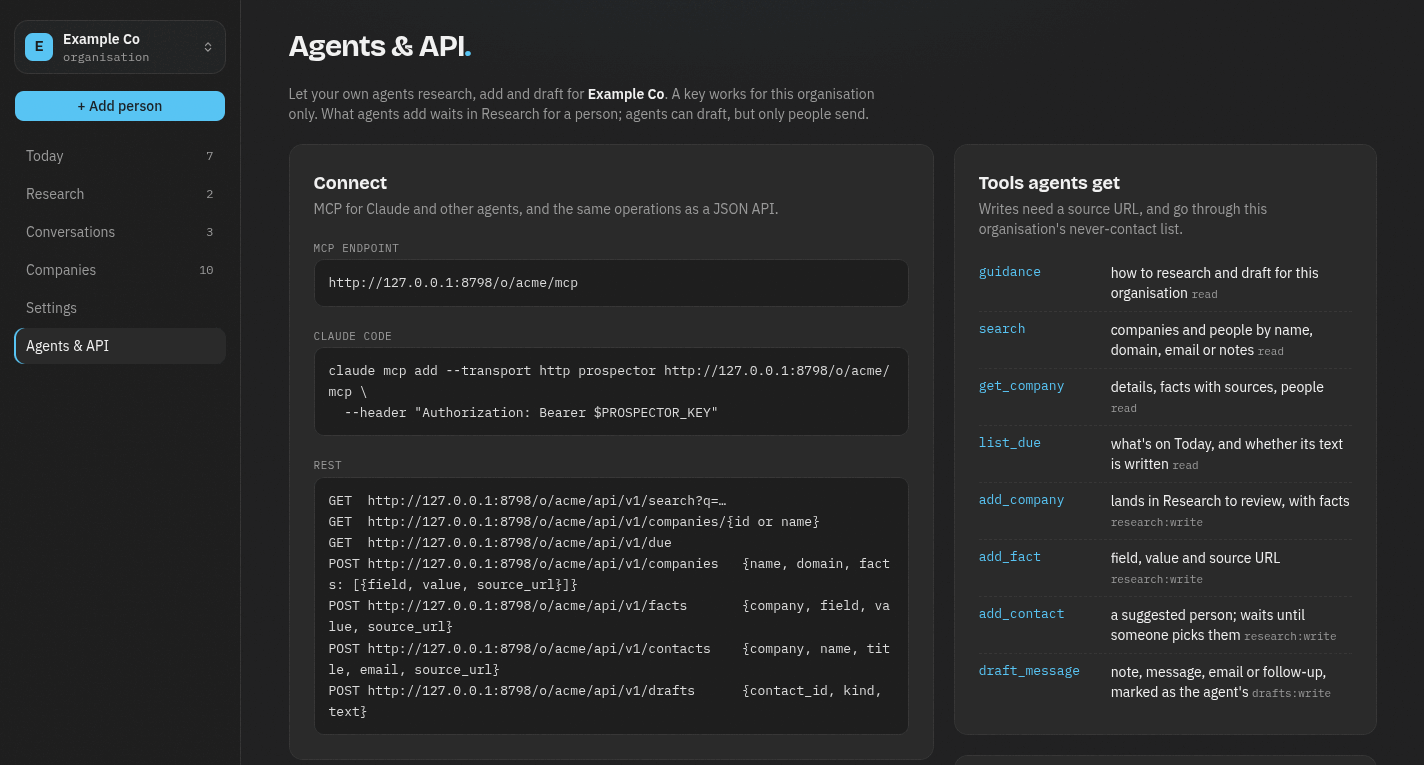 E
Example Co
organisation
+ Add person
Today 7
Research 2
Conversations 3
Companies 10
Settings
Agents & API
Agents & API.
Let your own agents research, add and draft for Example Co. A key works for this organisation
only. What agents add waits in Research for a person; agents can draft, but only people send.
Connect
MCP for Claude and other agents, and the same operations as a JSON API.
MCP ENDPOINT
http://127.0.0.1:8798/o/acme/mcp
CLAUDE CODE
claude mcp add --transport http prospector http://127.0.0.1:8798/o/acme/
mcp \
--header "Authorization: Bearer $PROSPECTOR_KEY"
REST
GET http://127.0.0.1:8798/o/acme/api/v1/search?q=…
GET http://127.0.0.1:8798/o/acme/api/v1/companies/{id or name}
GET http://127.0.0.1:8798/o/acme/api/v1/due
POST http://127.0.0.1:8798/o/acme/api/v1/companies {name, domain, fact
s: [{field, value, source_url}]}
POST http://127.0.0.1:8798/o/acme/api/v1/facts {company, field, va
lue, source_url}
POST http://127.0.0.1:8798/o/acme/api/v1/contacts {company, name, tit
le, email, source_url}
POST http://127.0.0.1:8798/o/acme/api/v1/drafts {contact_id, kind,
text}
Tools agents get
Writes need a source URL, and go through this
organisation's never-contact list.
guidance how to research and draft for this
organisation read
search companies and people by name,
domain, email or notes read
get_company details, facts with sources, people
read
list_due what's on Today, and whether its text
is written read
add_company lands in Research to review, with facts
research:write
add_fact field, value and source URL
research:write
add_contact a suggested person; waits until
someone picks them research:write
draft_message note, message, email or follow-up,
marked as the agent's drafts:write